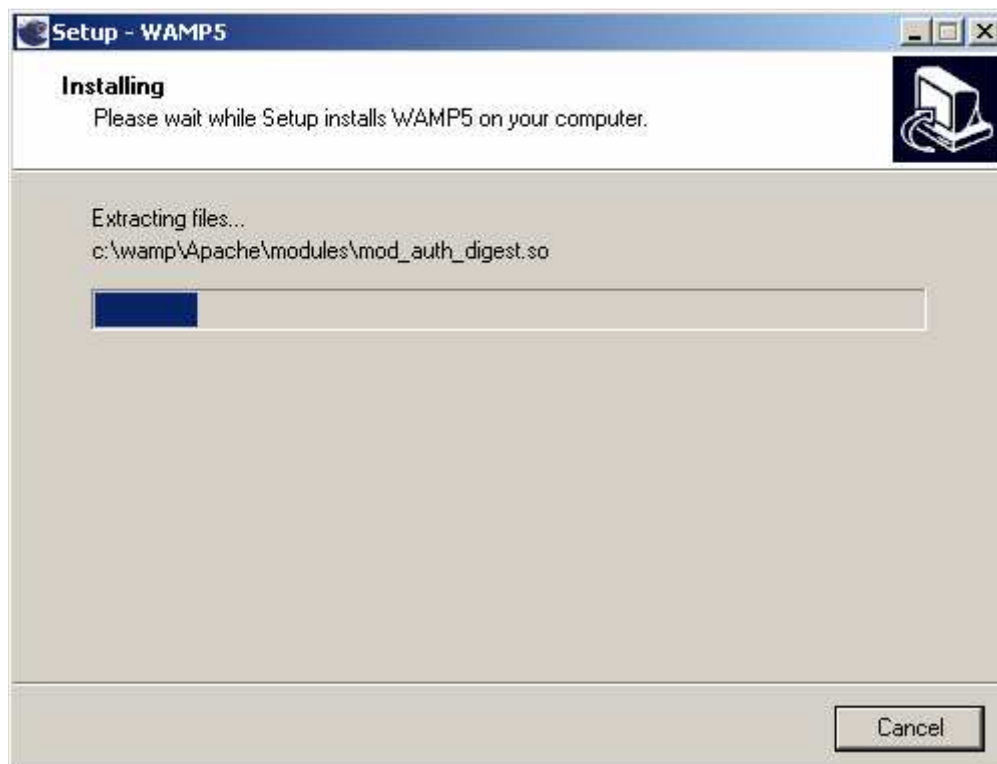 Setup - WAMP5
Installing
Please wait while Setup installs WAMP5 on your computer.
Extracting files...
c:\wamp\Apache\modules\mod_auth_digest.so
Cancel